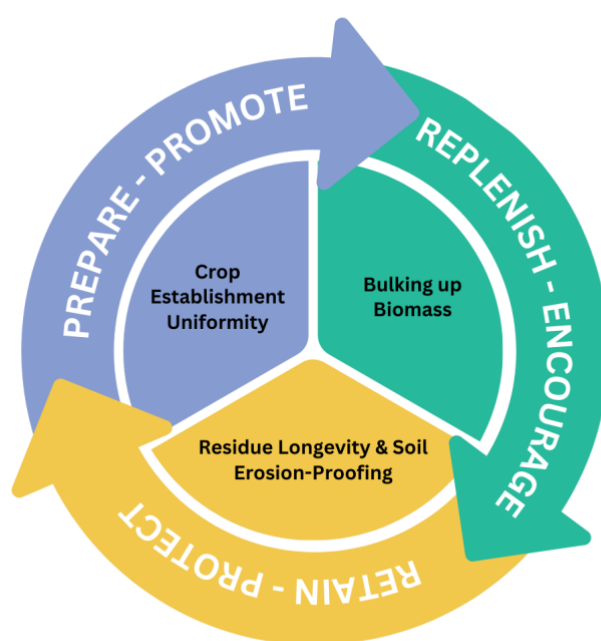 PREPARE - PROMOTE
REPLENISH - ENCOURAGE
RETAIN - PROTECT
Crop
Establishment
Uniformity
Bulking up
Biomass
Residue Longevity & Soil
Erosion-Proofing